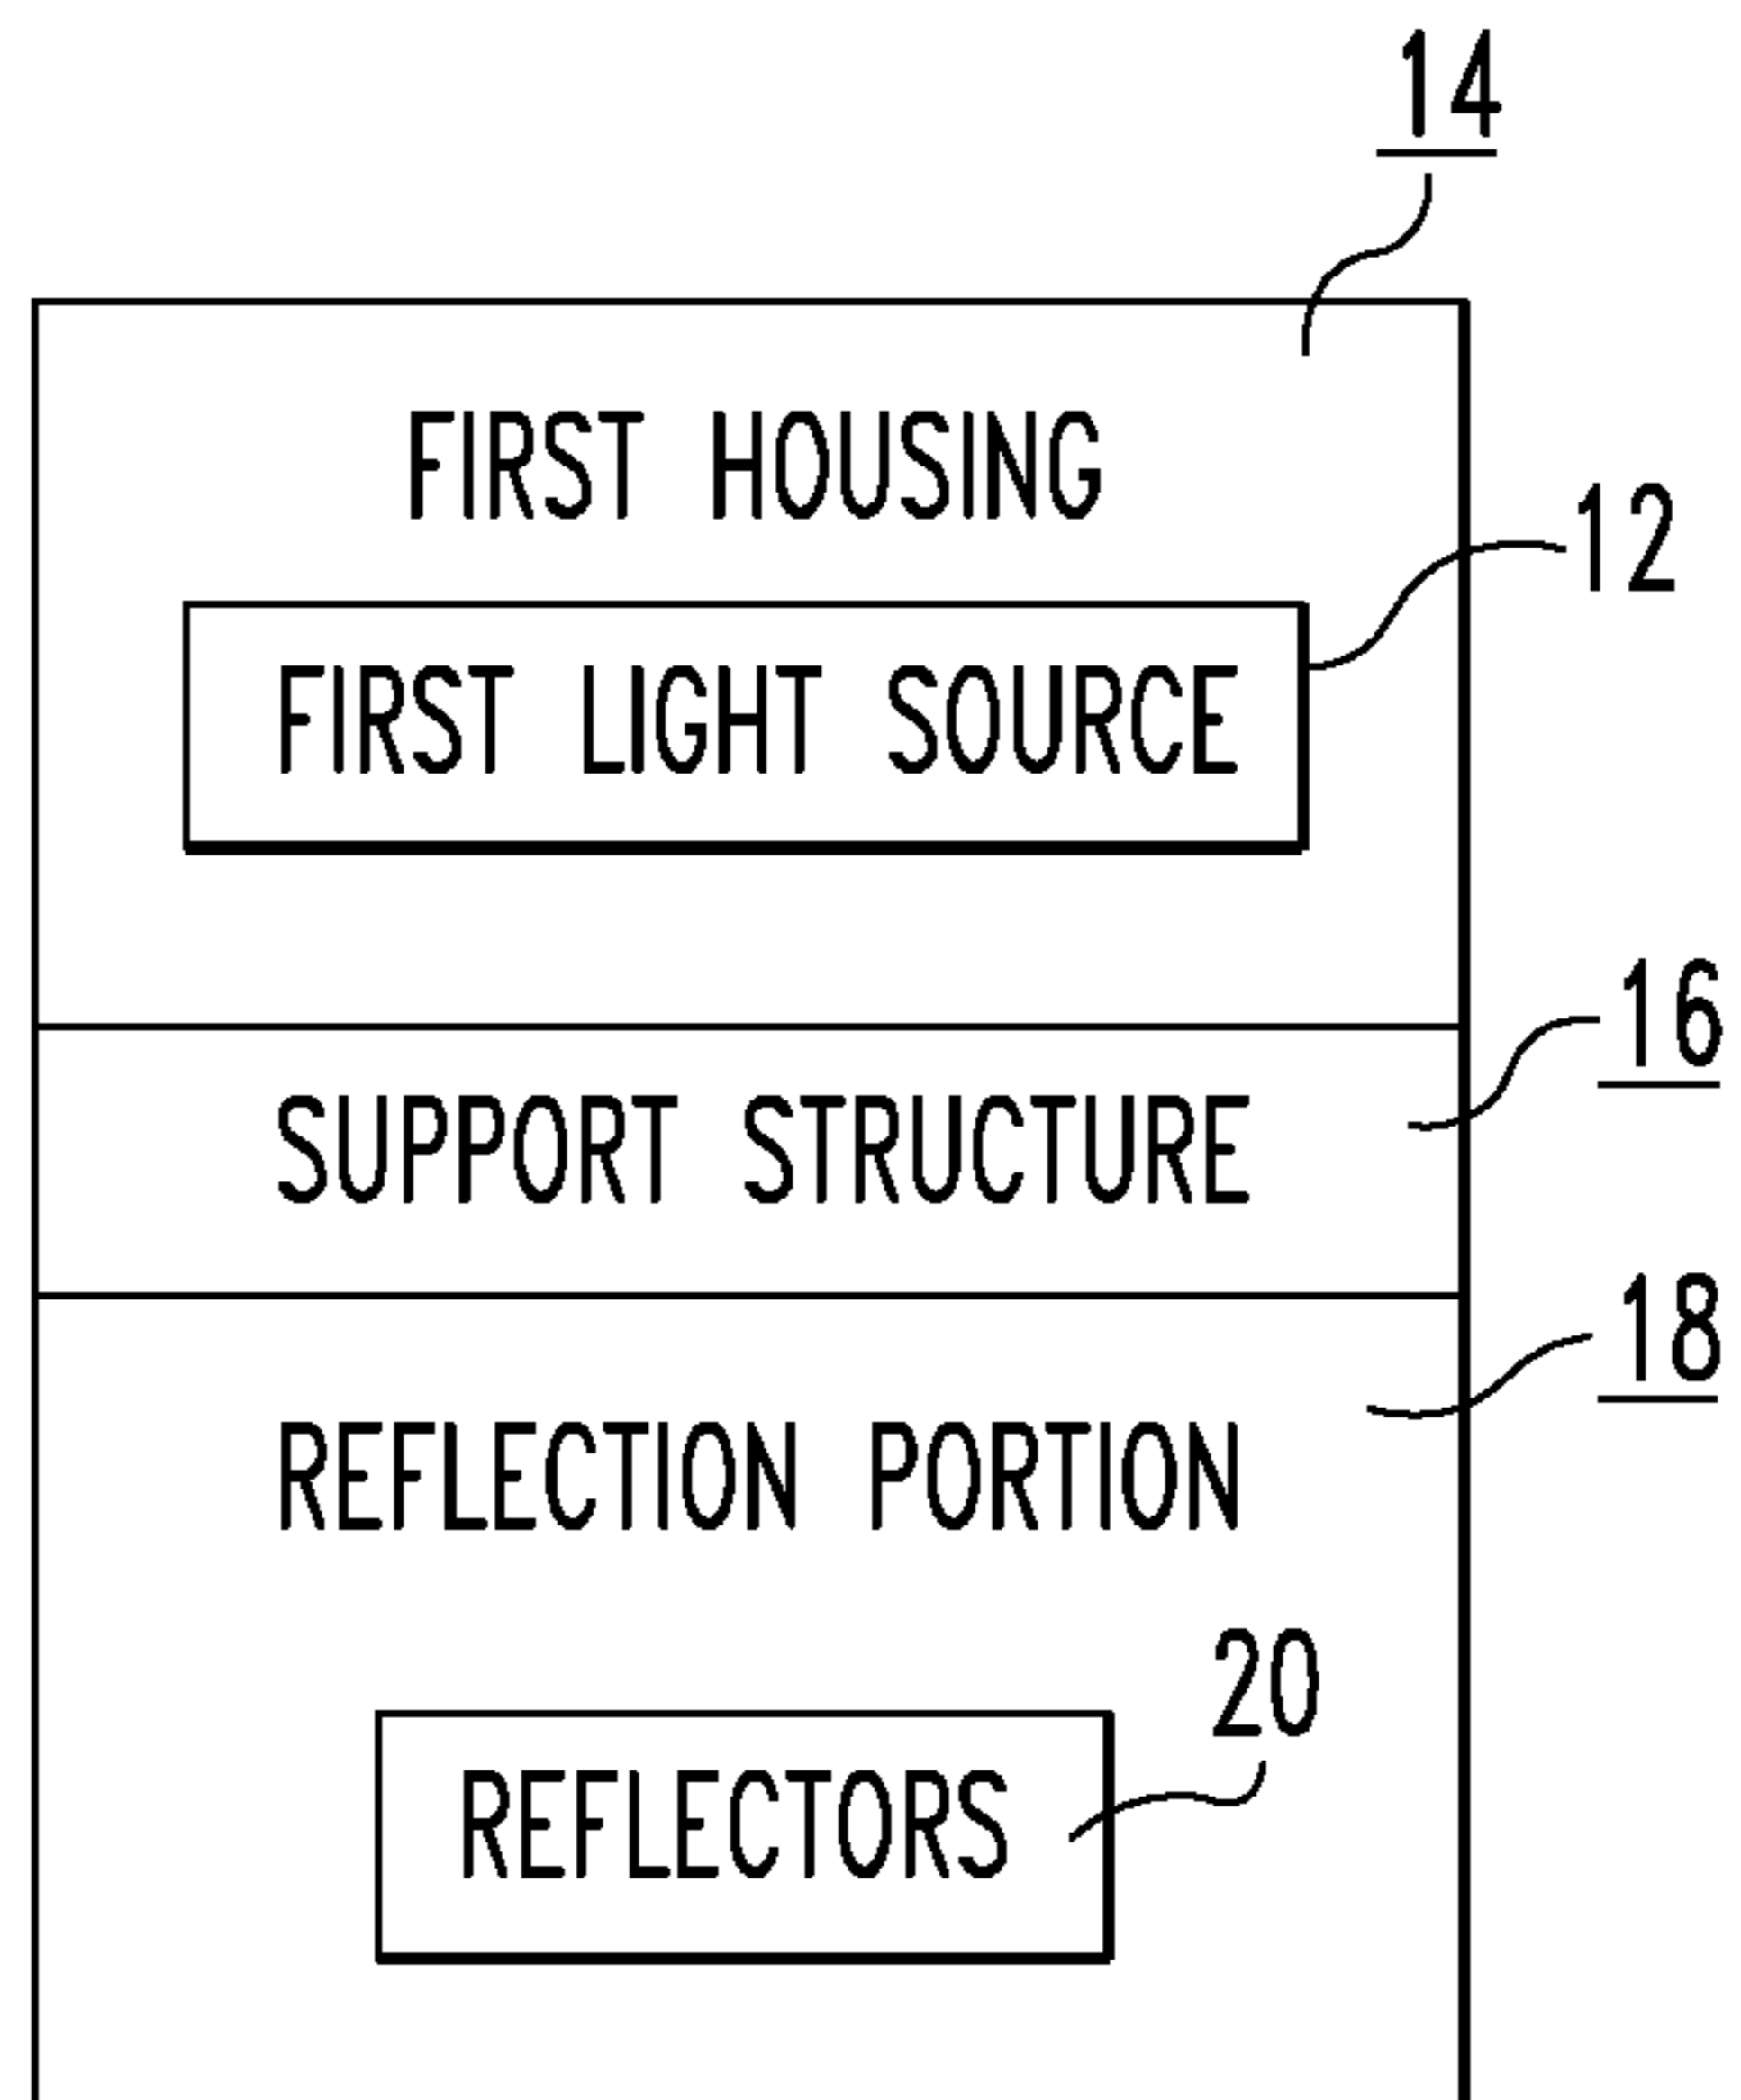 14
FIRST HOUSING
12
FIRST LIGHT SOURCE
16
SUPPORT STRUCTURE
18
REFLECTION PORTION
20
REFLECTORS